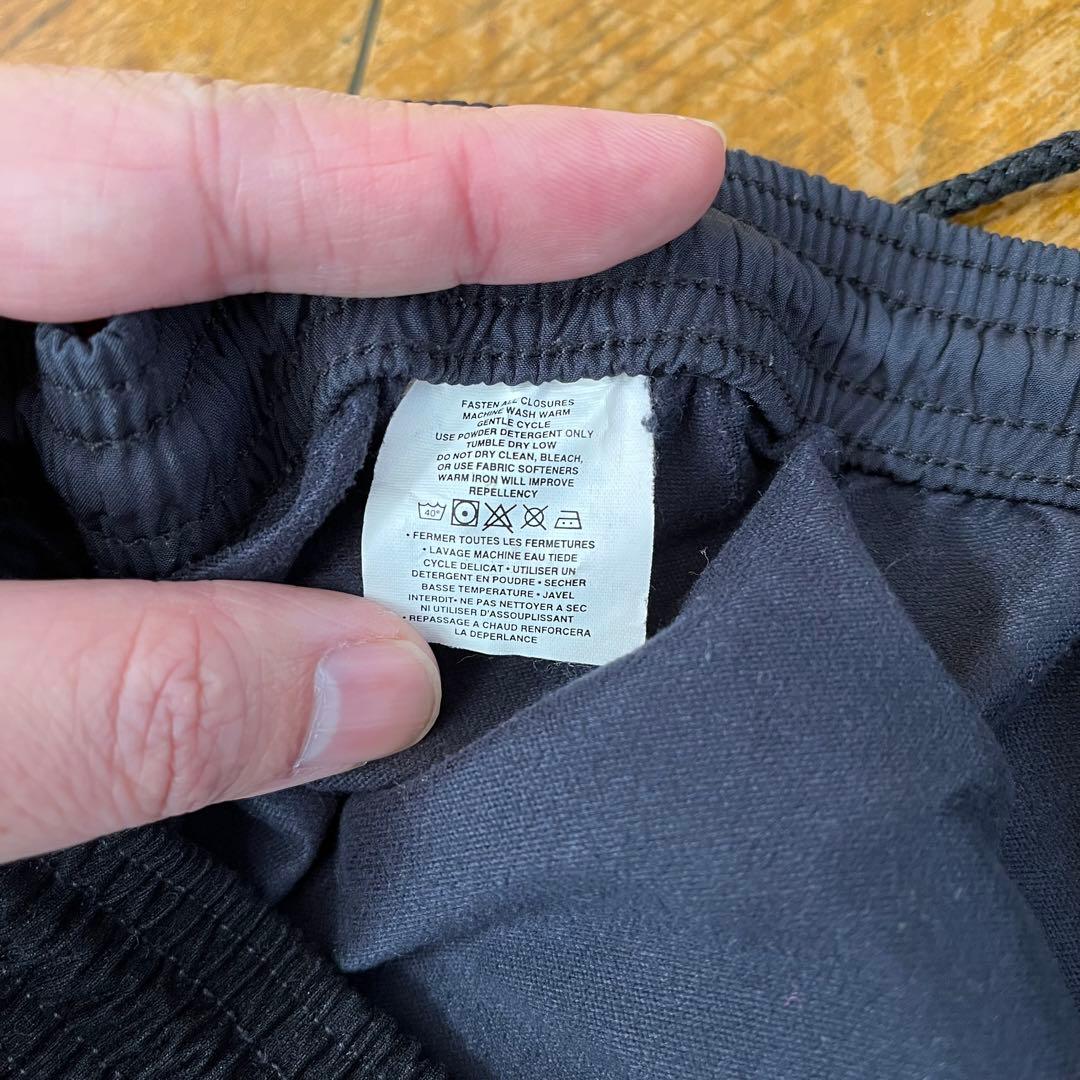 FASTEN ALL CLOSURES
MACHINE WASH WARM
GENTLE CYCLE
USE POWDER DETERGENT ONLY
TUMBLE DRY LOW
DO NOT DRY CLEAN, BLEACH,
OR USE FABRIC SOFTENERS
WARM IRON WILL IMPROVE
REPELLENCY
40°
• FERMER TOUTES LES FERMETURES
• LAVAGE MACHINE EAU TIEDE
CYCLE DELICAT • UTILISER UN
DETERGENT EN POUDRE • SECHER
BASSE TEMPERATURE • JAVEL
INTERDIT • NE PAS NETTOYER A SEC
NI UTILISER D'ASSOUPLISSANT
• REPASSAGE A CHAUD RENFORCERA
LA DEPERLANCE